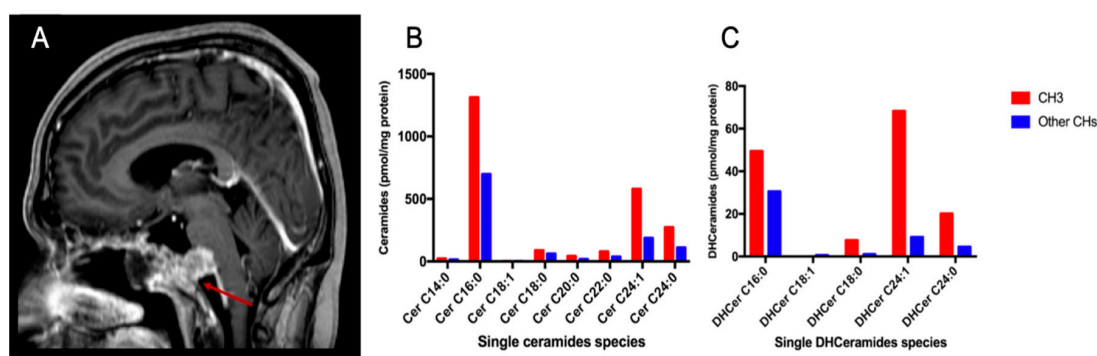 A
B
C
Ceramides (pmol/mg protein)
1500
1000
500
0
Cer C14:0
Cer C16:0
Cer C18:1
Cer C18:0
Cer C20:0
Cer C22:0
Cer C24:1
Cer C24:0
Single ceramides species
DHCeramides (pmol/mg protein)
80
60
40
20
0
DHCer C16:0
DHCer C18:1
DHCer C18:0
DHCer C24:1
DHCer C24:0
Single DHCeramides species
CH3
Other CHs